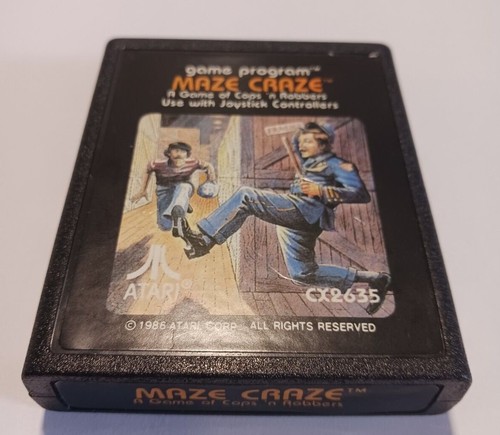 game program™
MAZE CRAZE™
A Game of Cops 'n Robbers
Use with Joystick Controllers
ATARI®
CX2635
© 1986 ATARI CORP. ALL RIGHTS RESERVED
MAZE CRAZE™
A Game of Cops 'n Robbers